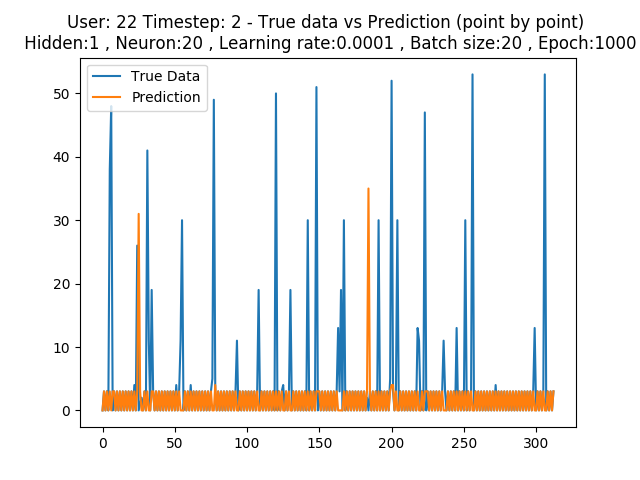 User: 22 Timestep: 2 - True data vs Prediction (point by point)
Hidden:1 , Neuron:20 , Learning rate:0.0001 , Batch size:20 , Epoch:1000
True Data
Prediction
50
40
30
20
10
0
0 50 100 150 200 250 300